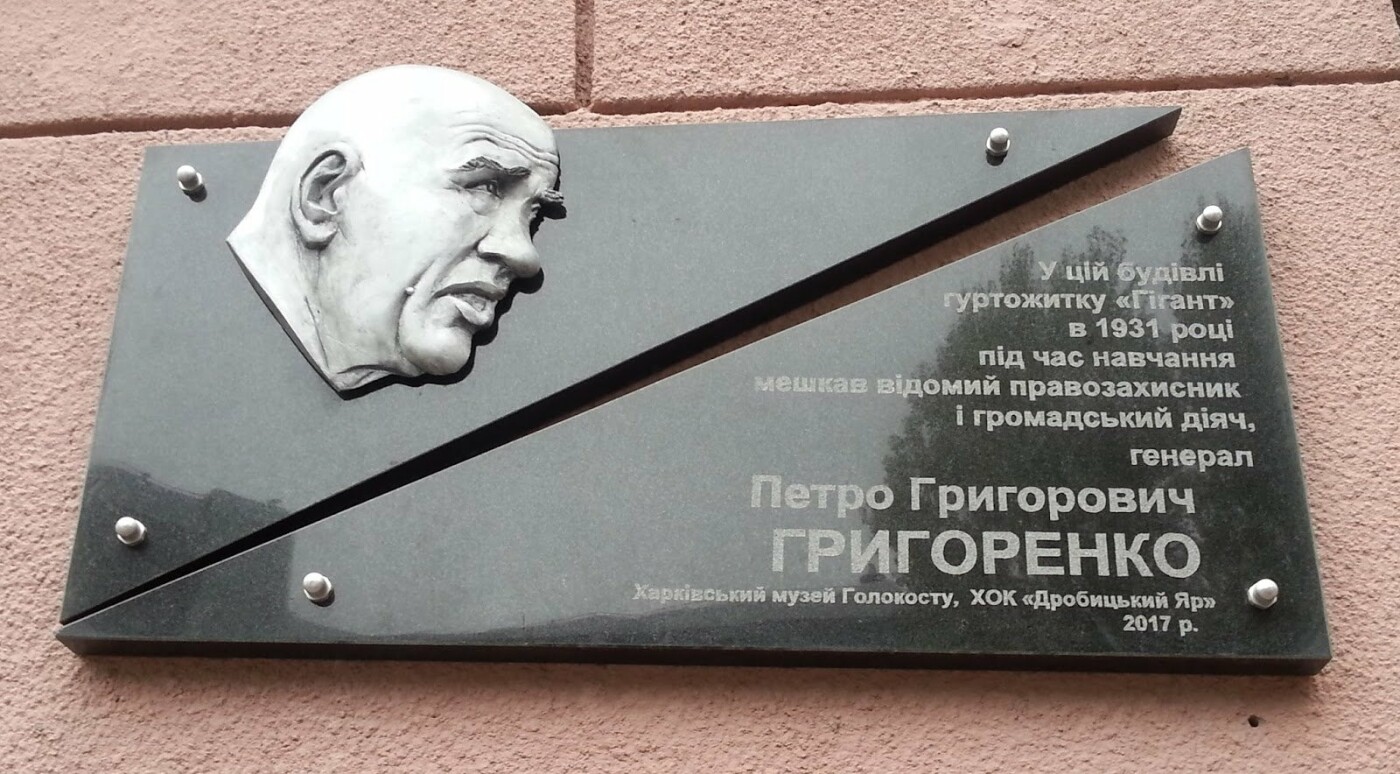 У цій будівлі
гуртожитку «Гігант»
в 1931 році
під час навчання
мешкав відомий правозахисник
і громадський діяч,
генерал
Петро Григорович
ГРИГОРЕНКО
Харківський музей Голокосту, ХОК «Дробицький Яр»
2017 р.